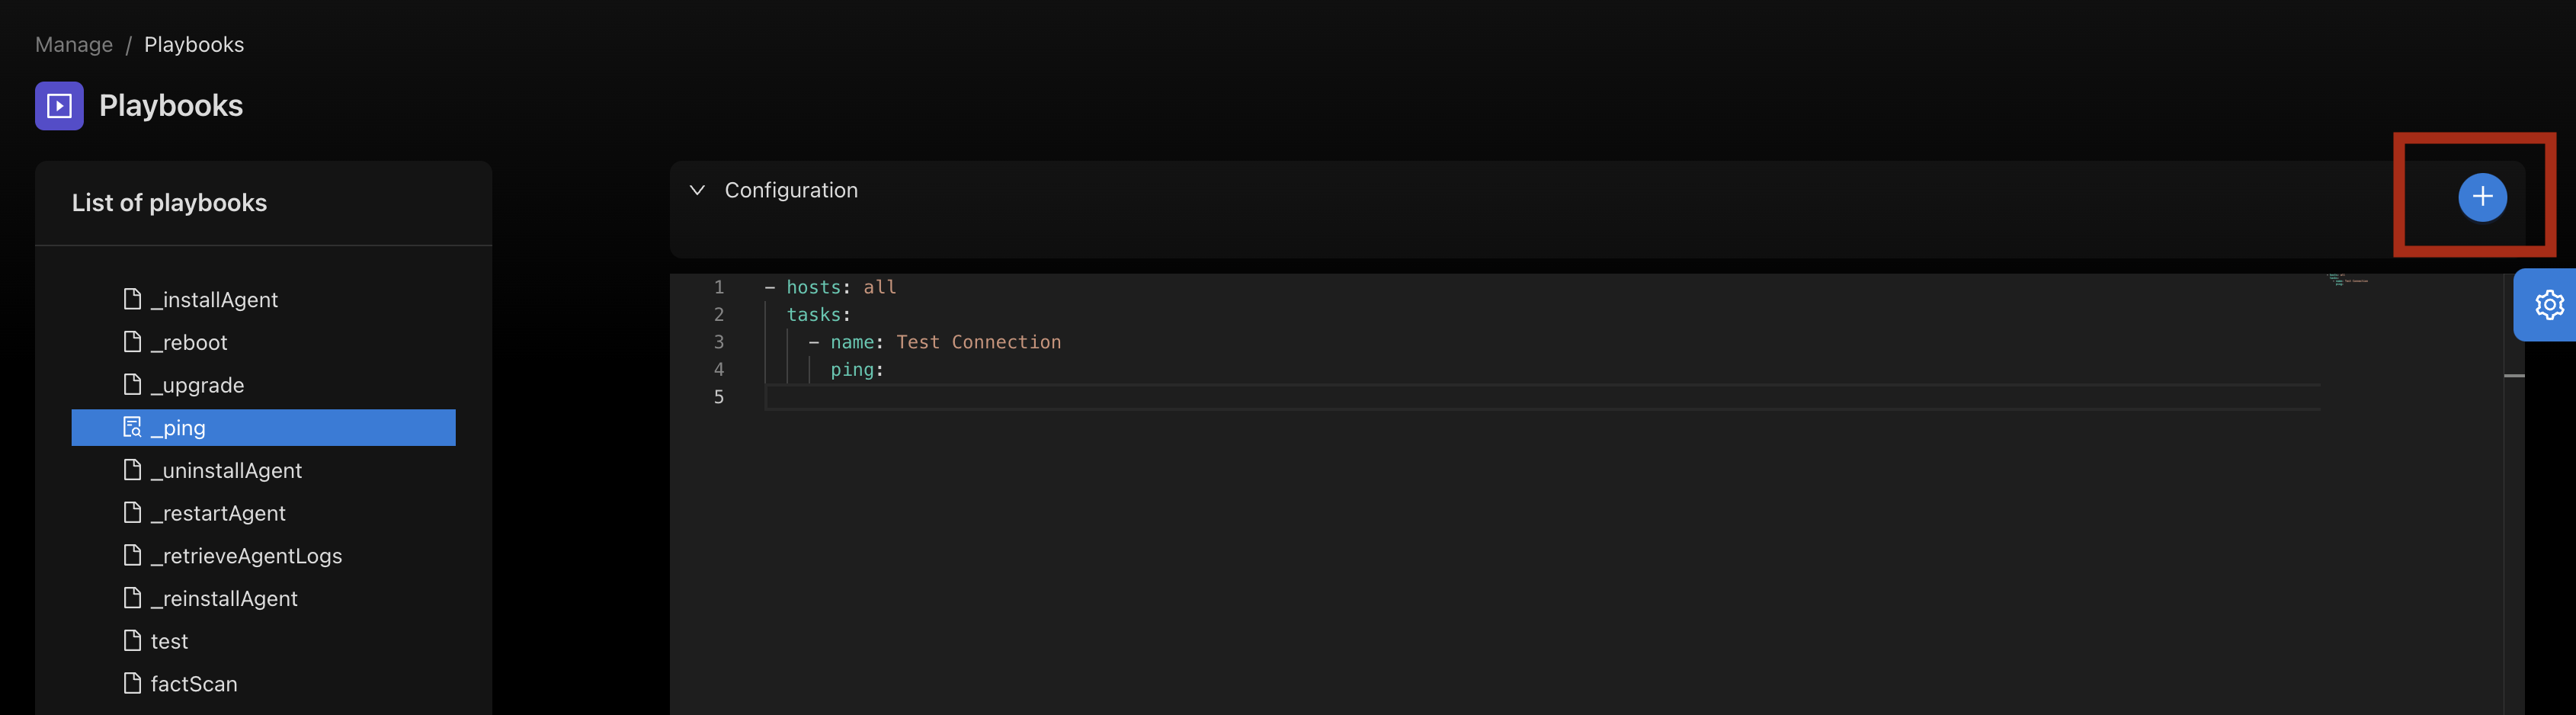 Manage / Playbooks
Playbooks
List of playbooks
_installAgent
_reboot
_upgrade
_ping
_uninstallAgent
_restartAgent
_retrieveAgentLogs
_reinstallAgent
test
factScan
Configuration
1 - hosts: all
2 tasks:
3 - name: Test Connection
4 ping:
5